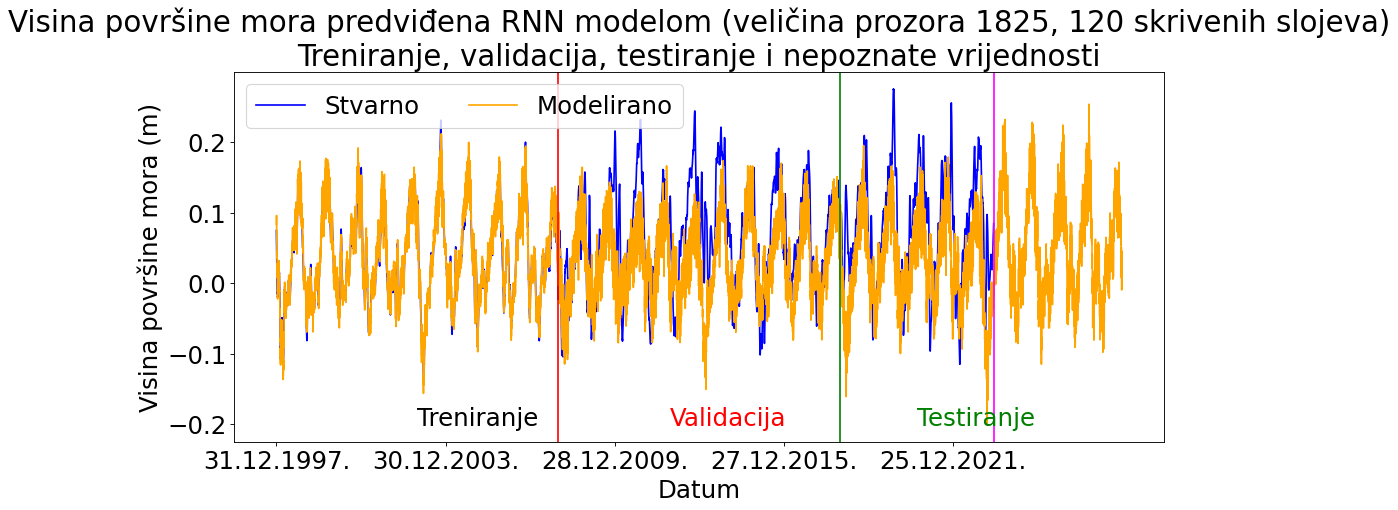 Visina površine mora predviđena RNN modelom (veličina prozora 1825, 120 skrivenih slojeva)
Treniranje, validacija, testiranje i nepoznate vrijednosti
Stvarno Modelirano
Visina površine mora (m)
0.2
0.1
0.0
−0.1
−0.2
Treniranje Validacija Testiranje
31.12.1997. 30.12.2003. 28.12.2009. 27.12.2015. 25.12.2021.
Datum